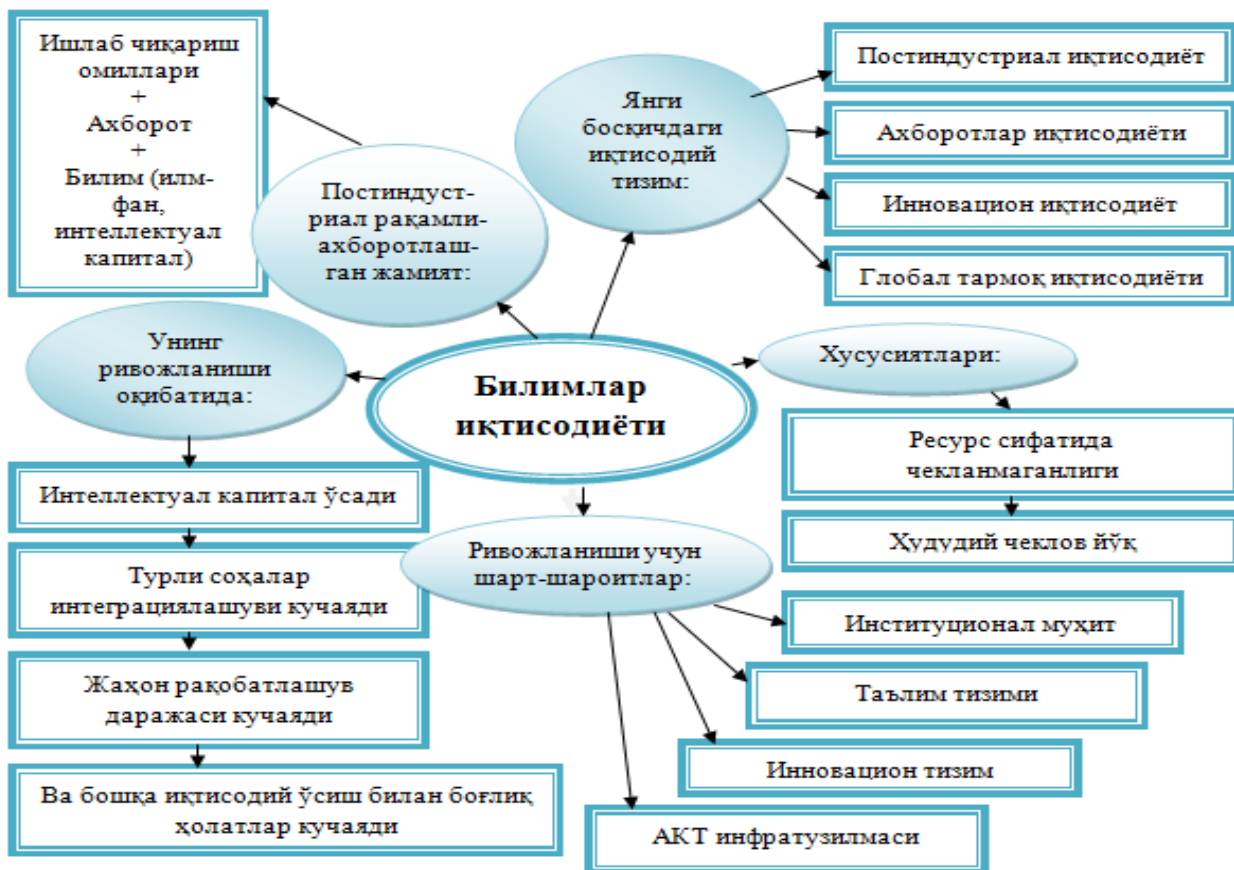 Ишлаб чиқариш
омиллари
+
Ахборот
+
Билим (илм-
фан,
интеллектуал
капитал)
Постиндуст-
риал рақамли-
ахборотлаш-
ган жамият:
Янги
босқичдаги
иқтисодий
тизим:
Постиндустриал иқтисодиёт
Ахборотлар иқтисодиёти
Инновацион иқтисодиёт
Глобал тармоқ иқтисодиёти
Унинг
ривожланиши
оқибатида:
Билимлар
иқтисодиёти
Хусусиятлари:
Ресурс сифатида
чекланмаганлиги
Ҳудудий чеклов йўқ
Интеллектуал капитал ўсади
Турли соҳалар
интеграциялашуви кучаяди
Жаҳон рақобатлашув
даражаси кучаяди
Ва бошқа иқтисодий ўсиш билан боғлиқ
ҳолатлар кучаяди
Ривожланиши учун
шарт-шароитлар:
Институционал муҳит
Таълим тизими
Инновацион тизим
АКТ инфратузилмаси